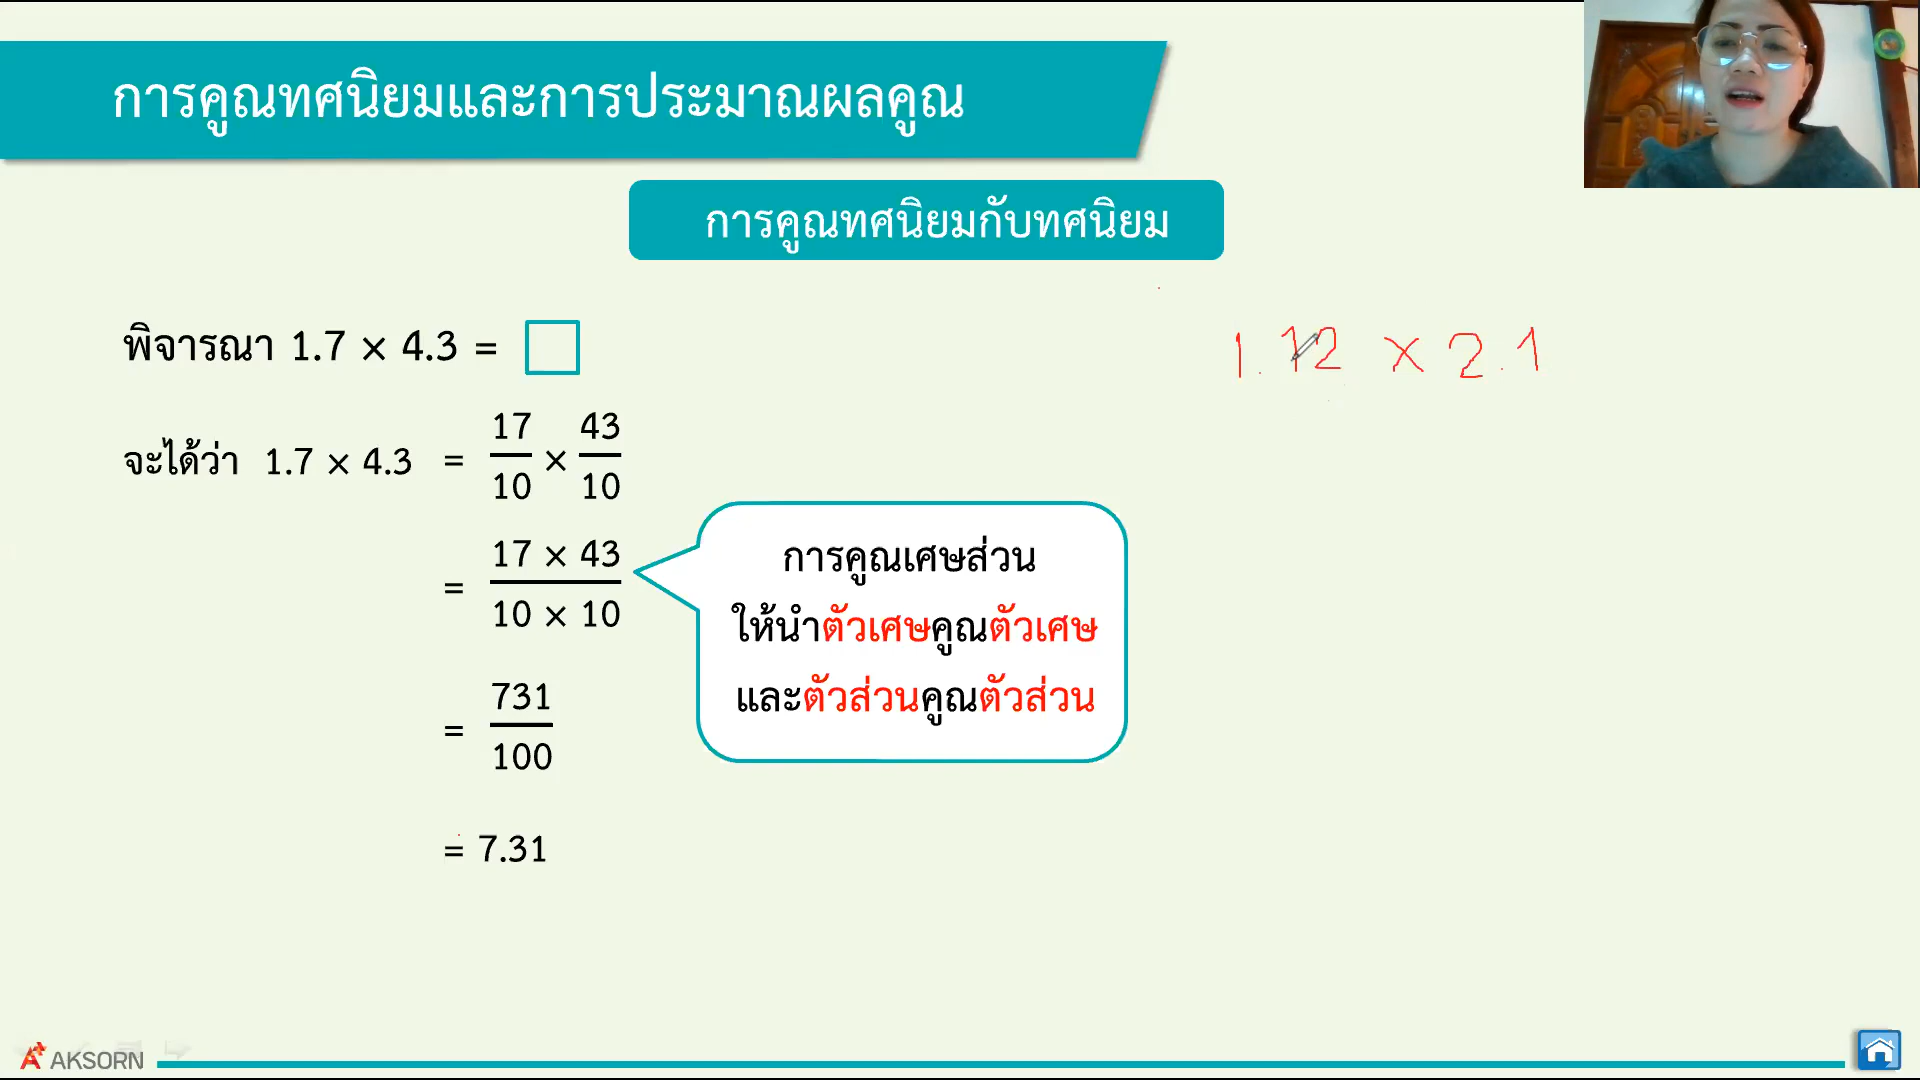 การคูณทศนิยมและการประมาณผลคูณ
การคูณทศนิยมกับทศนิยม
พิจารณา 1.7 × 4.3 =
1.12 × 2.1
จะได้ว่า 1.7 × 4.3 = 17/10 × 43/10
= 17 × 43 / 10 × 10
การคูณเศษส่วน
ให้นำตัวเศษคูณตัวเศษ
และตัวส่วนคูณตัวส่วน
= 731/100
= 7.31
AKSORN